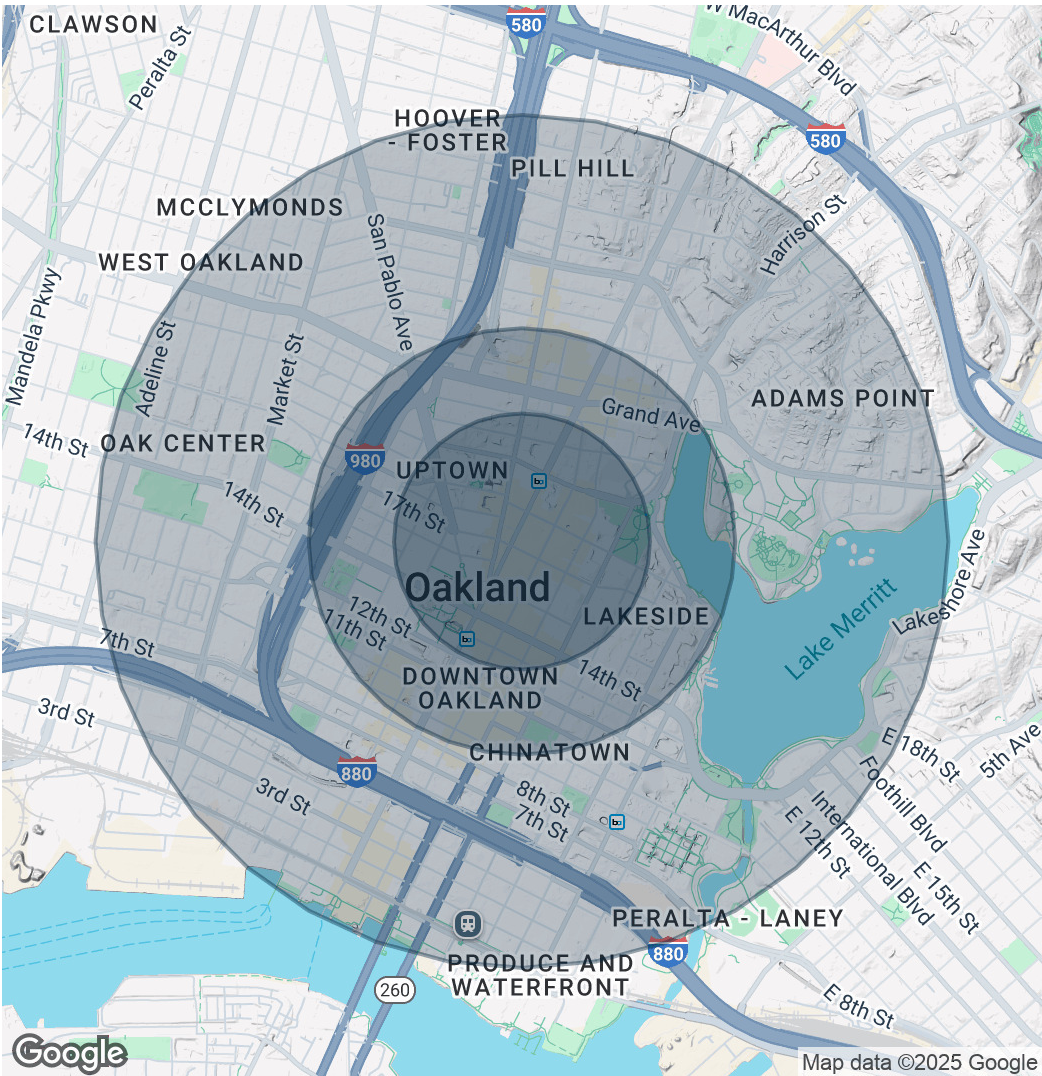 CLAWSON
Peralta St
580
W MacArthur Blvd
HOOVER
- FOSTER
580
PILL HILL
MCCLYMONDS
San Pablo Ave
Harrison St
WEST OAKLAND
Mandela Pkwy
Adeline St
Market St
ADAMS POINT
Grand Ave
14th St
OAK CENTER
980
UPTOWN
14th St
17th St
Oakland
12th St
11th St
LAKESIDE
Lake Merritt
Lakeshore Ave
7th St
DOWNTOWN
OAKLAND
14th St
3rd St
CHINATOWN
E 18th St
5th Ave
880
3rd St
8th St
7th St
Foothill Blvd
International Blvd
E 12th St
E 15th St
PERALTA - LANEY
880
PRODUCE AND
WATERFRONT
260
E 8th St
Google
Map data ©2025 Google